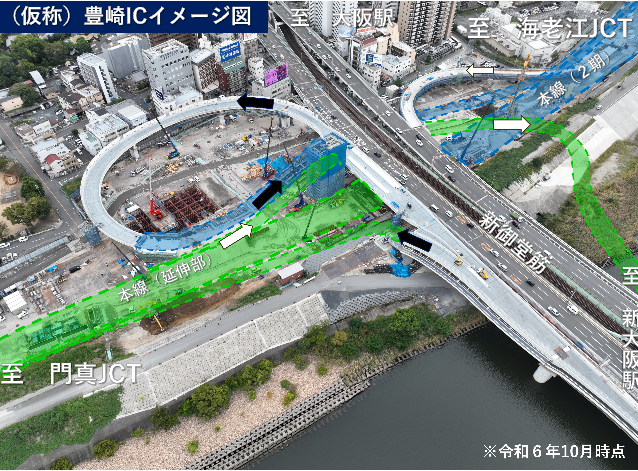 （仮称）豊崎ICイメージ図
至　大阪駅
至　海老江JCT
本線（２期）
新御堂筋
本線（延伸部）
至　新大阪駅
至　門真JCT
※令和６年10月時点